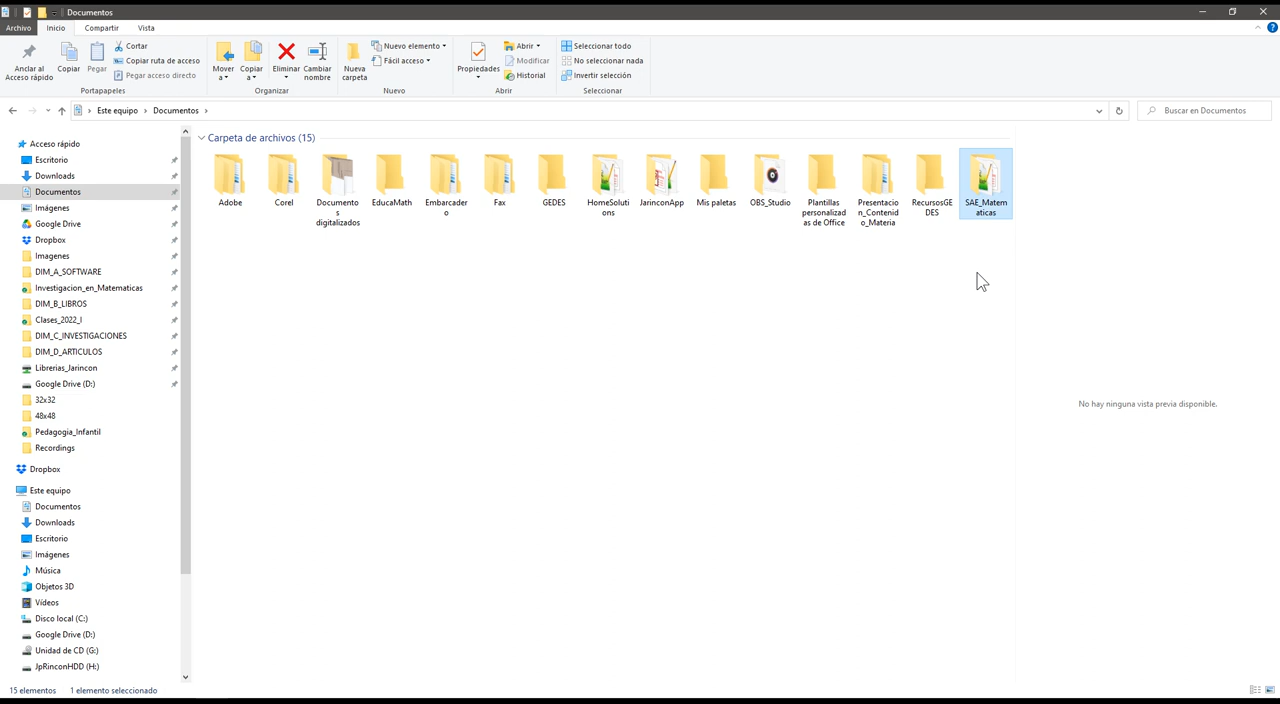 Documentos
Archivo Inicio Compartir Vista
Anclar al
Acceso rápido
Copiar
Pegar
Cortar
Copiar ruta de acceso
Pegar acceso directo
Portapapeles
Mover
a
Copiar
a
Eliminar
Cambiar
nombre
Organizar
Nueva
carpeta
Nuevo elemento
Fácil acceso
Nuevo
Propiedades
Abrir
Modificar
Historial
Abrir
Seleccionar todo
No seleccionar nada
Invertir selección
Seleccionar
Este equipo > Documentos >
Buscar en Documentos
Acceso rápido
Escritorio
Downloads
Documentos
Imágenes
Google Drive
Dropbox
Imagenes
DIM_A_SOFTWARE
Investigacion_en_Matematicas
DIM_B_LIBROS
Clases_2022_I
DIM_C_INVESTIGACIONES
DIM_D_ARTICULOS
Librerias_Jarincon
Google Drive (D:)
32x32
48x48
Pedagogia_Infantil
Recordings
Dropbox
Este equipo
Documentos
Downloads
Escritorio
Imágenes
Música
Objetos 3D
Vídeos
Disco local (C:)
Google Drive (D:)
Unidad de CD (G:)
JpRinconHDD (H:)
Carpeta de archivos (15)
Adobe
Corel
Documento
s
digitalizados
EducaMath
Embarcader
o
Fax
GEDES
HomeSoluti
ons
JarinconApp
Mis paletas
OBS_Studio
Plantillas
personalizad
as de Office
Presentacio
n_Contenid
o_Materia
RecursosGE
DES
SAE_Matem
aticas
No hay ninguna vista previa disponible.
15 elementos 1 elemento seleccionado